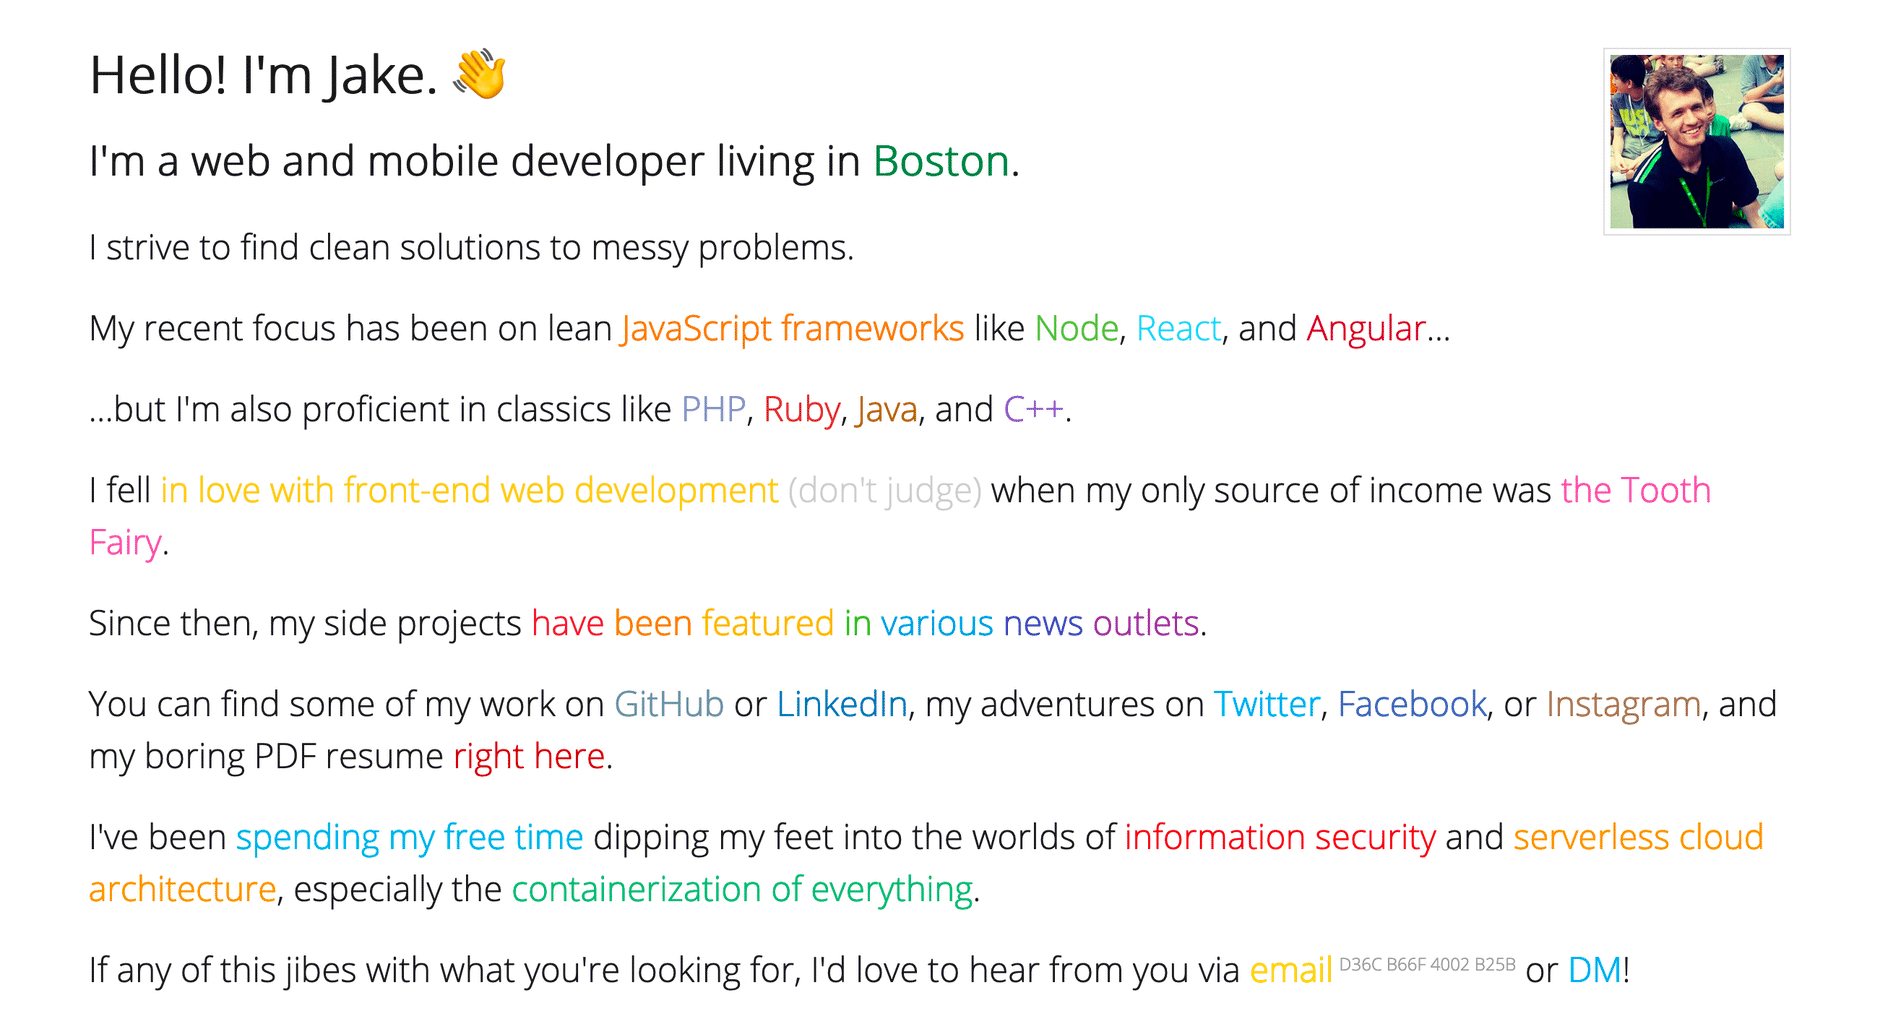 Hello! I'm Jake. 👋
I'm a web and mobile developer living in Boston.
I strive to find clean solutions to messy problems.
My recent focus has been on lean JavaScript frameworks like Node, React, and Angular...
...but I'm also proficient in classics like PHP, Ruby, Java, and C++.
I fell in love with front-end web development (don't judge) when my only source of income was the Tooth
Fairy.
Since then, my side projects have been featured in various news outlets.
You can find some of my work on GitHub or LinkedIn, my adventures on Twitter, Facebook, or Instagram, and
my boring PDF resume right here.
I've been spending my free time dipping my feet into the worlds of information security and serverless cloud
architecture, especially the containerization of everything.
If any of this jibes with what you're looking for, I'd love to hear from you via email D36C B66F 4002 B25B or DM!